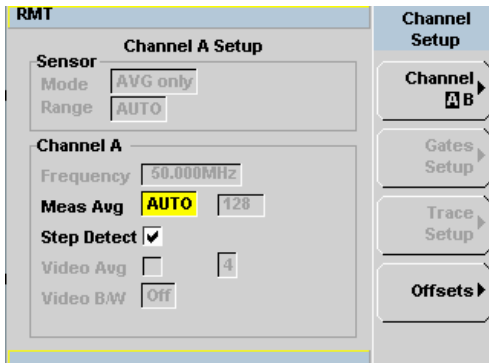 RMT
Channel A Setup
Sensor
Mode AVG only
Range AUTO
Channel A
Frequency 50.000MHz
Meas Avg AUTO 128
Step Detect
Video Avg 4
Video B/W Off
Channel
Setup
Channel
A B
Gates
Setup
Trace
Setup
Offsets